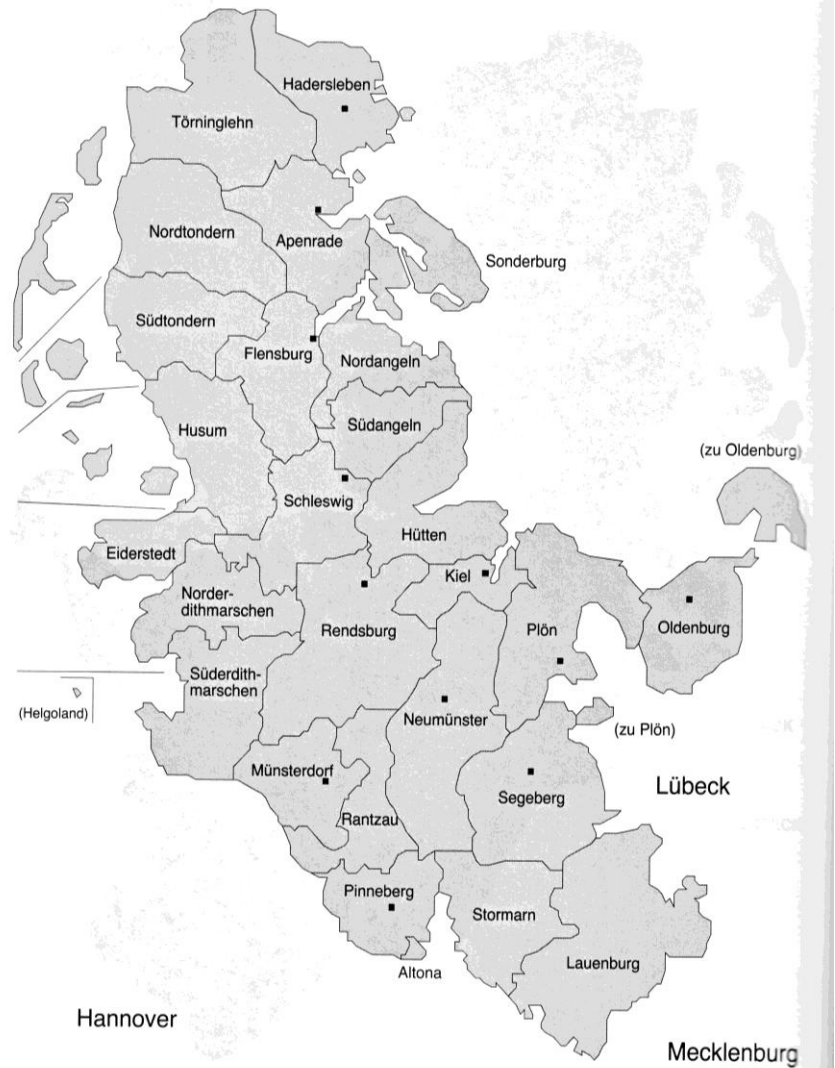 Hadersleben
Törninglehn
Nordtondern
Apenrade
Sonderburg
Südtondern
Flensburg
Nordangeln
Husum
Südangeln
(zu Oldenburg)
Schleswig
Hütten
Eiderstedt
Kiel
Norder-
dithmarschen
Rendsburg
Plön
Oldenburg
Süderdith-
marschen
(Helgoland)
Neumünster
(zu Plön)
Münsterdorf
Segeberg
Lübeck
Rantzau
Pinneberg
Stormarn
Altona
Lauenburg
Hannover
Mecklenburg